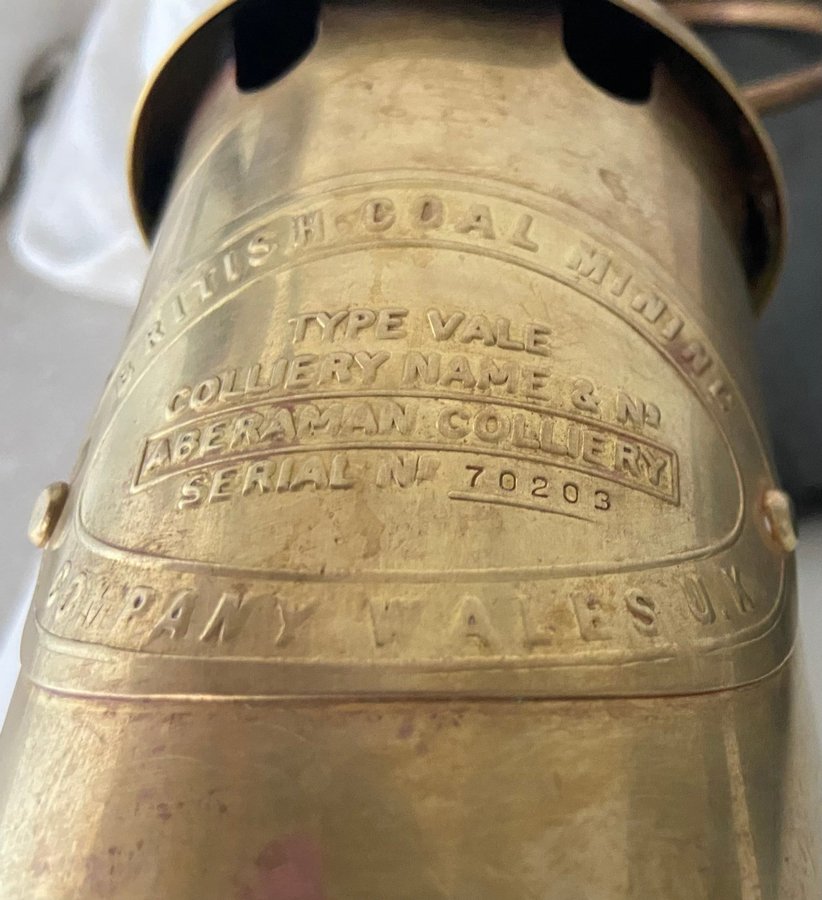 BRITISH COAL MINING
TYPE VALE
COLLIERY NAME & Nº
ABERAMAN COLLIERY
SERIAL Nº 70203
COMPANY WALES U.K